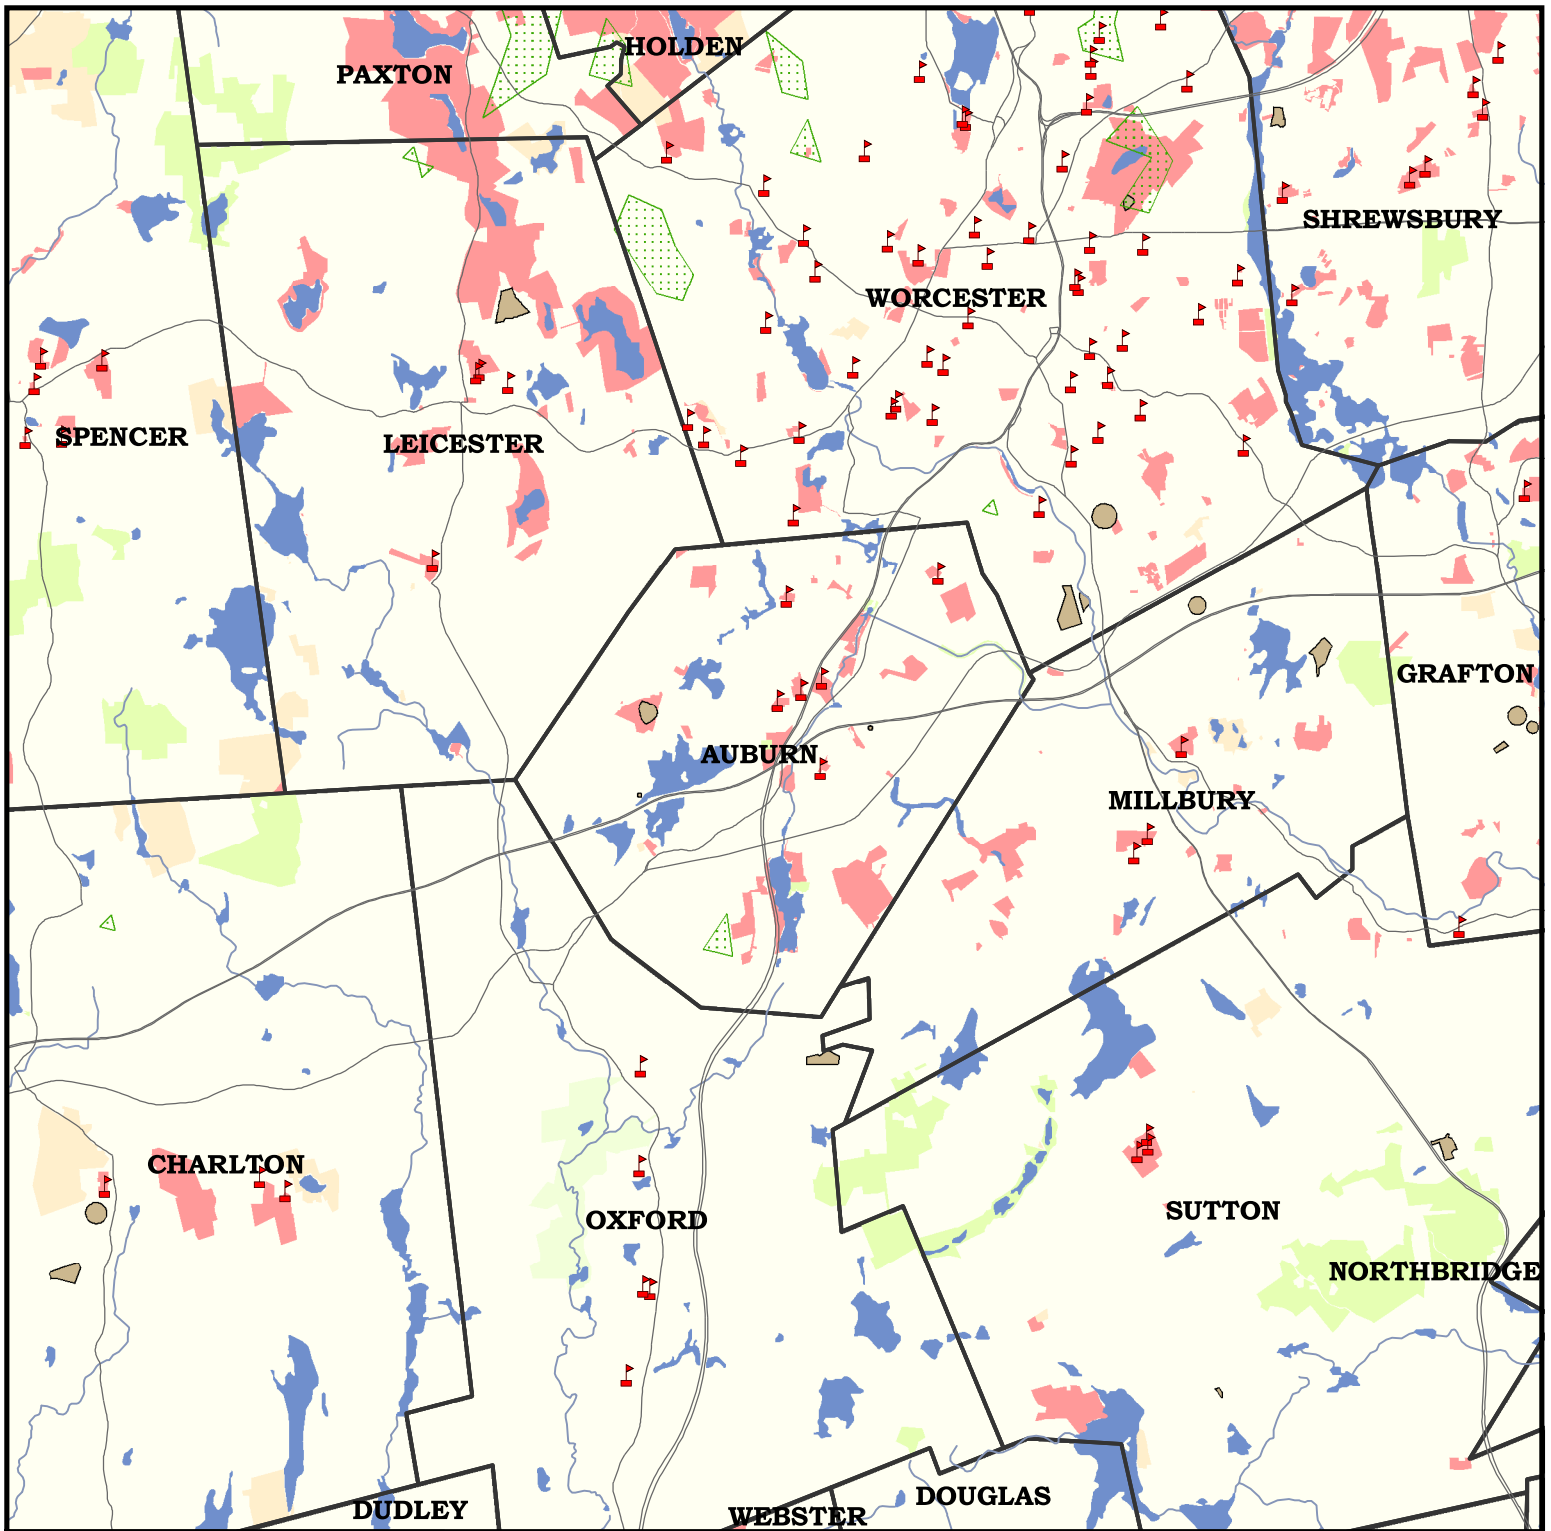 HOLDEN
PAXTON
SHREWSBURY
WORCESTER
SPENCER
LEICESTER
GRAFTON
AUBURN
MILLBURY
CHARLTON
SUTTON
OXFORD
NORTHBRIDGE
DOUGLAS
DUDLEY
WEBSTER